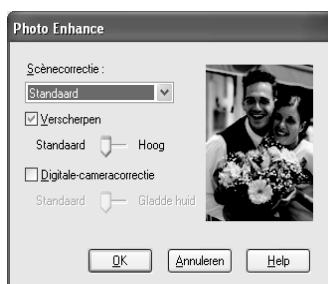 Photo Enhance
Scènecorrectie :
Standaard
Verscherpen
Standaard Hoog
Digitale-cameracorrectie
Standaard Gladde huid
OK Annuleren Help